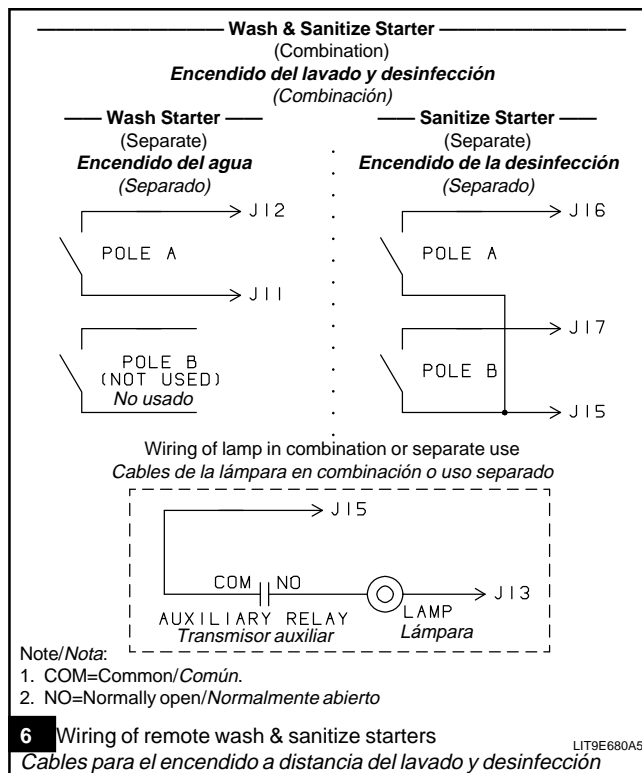 Wash & Sanitize Starter
(Combination)
Encendido del lavado y desinfección
(Combinación)
Wash Starter
(Separate)
Encendido del agua
(Separado)
J12
POLE A
J11
POLE B
(NOT USED)
No usado
Sanitize Starter
(Separate)
Encendido de la desinfección
(Separado)
J16
POLE A
J17
POLE B
J15
Wiring of lamp in combination or separate use
Cables de la lámpara en combinación o uso separado
J15
COM NO
J13
AUXILIARY RELAY
Transmisor auxiliar
LAMP
Lámpara
Note/Nota:
1. COM=Common/Común.
2. NO=Normally open/Normalmente abierto
6 Wiring of remote wash & sanitize starters
LIT9E680A5
Cables para el encendido a distancia del lavado y desinfección